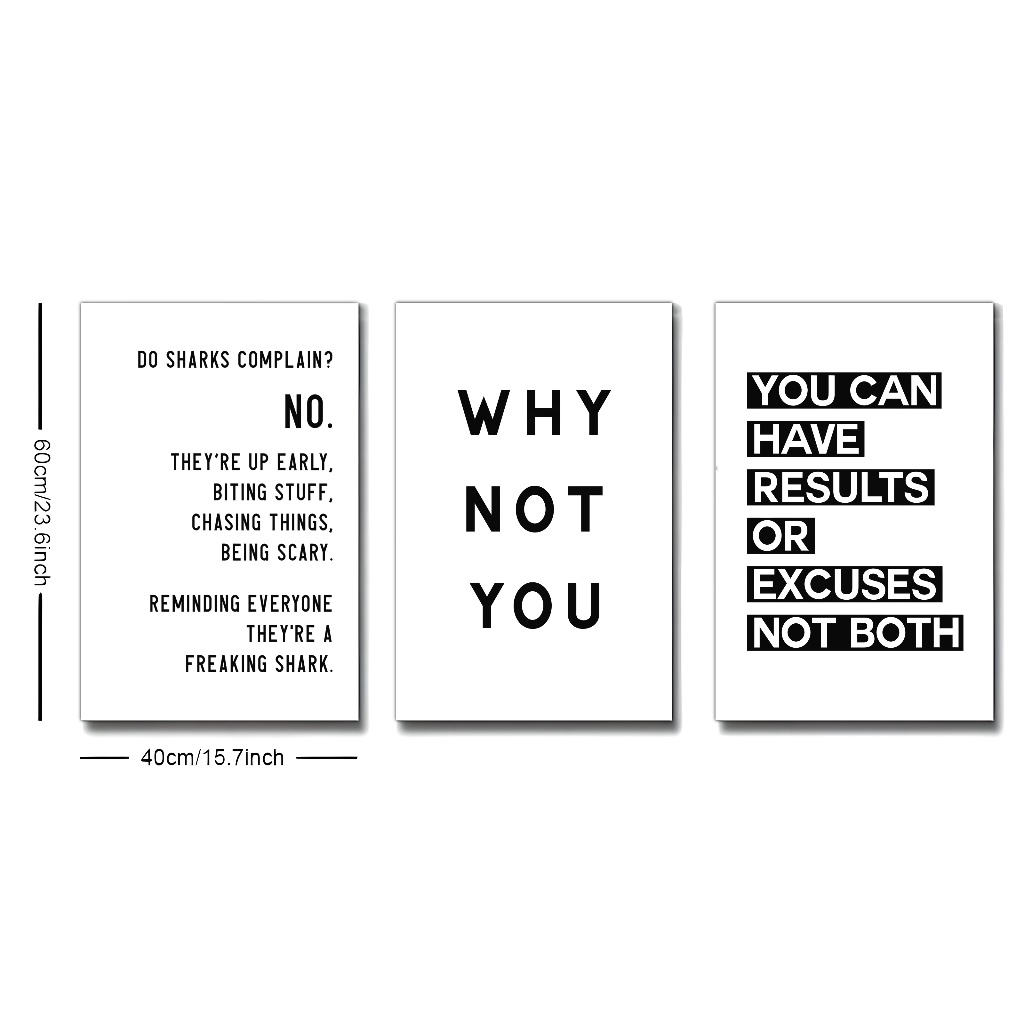 DO SHARKS COMPLAIN?
NO.
THEY'RE UP EARLY,
BITING STUFF,
CHASING THINGS,
BEING SCARY.
REMINDING EVERYONE
THEY'RE A
FREAKING SHARK.
WHY
NOT
YOU
YOU CAN
HAVE
RESULTS
OR
EXCUSES
NOT BOTH
60cm/23.6inch
40cm/15.7inch